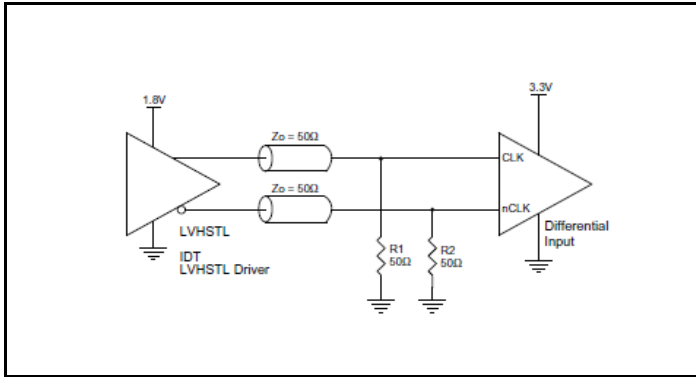 3.3V
1.8V
Zo = 50Ω
CLK
Zo = 50Ω
nCLK
LVHSTL
Differential
Input
IDT
LVHSTL Driver
R1
50Ω
R2
50Ω